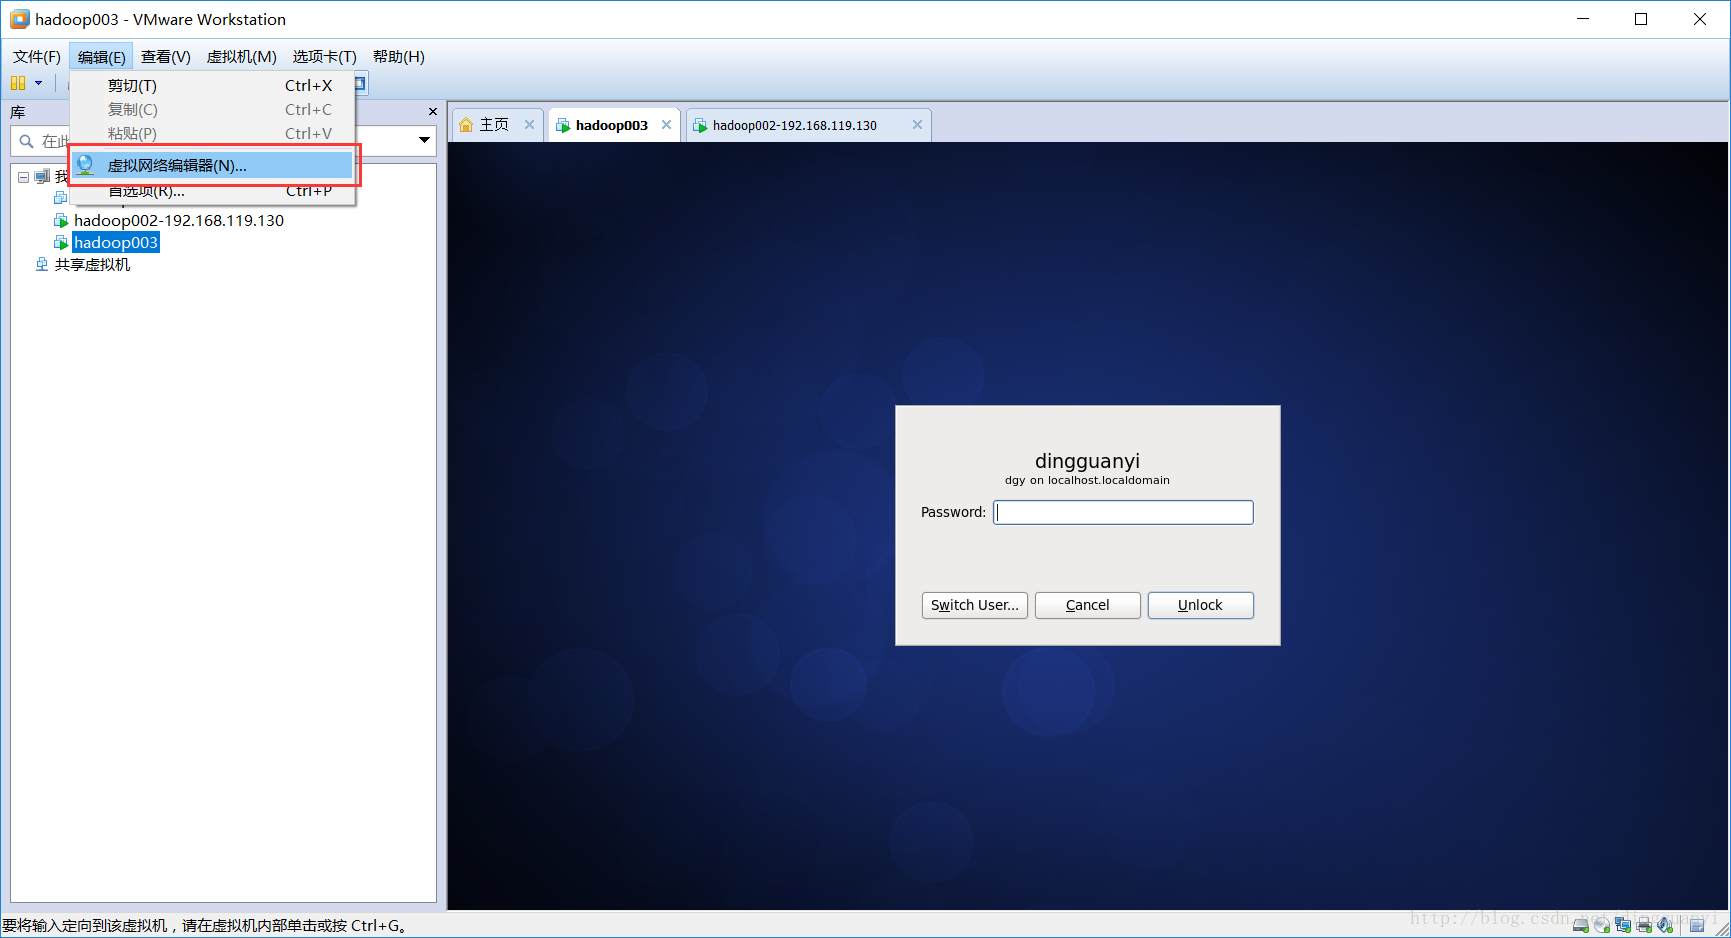 hadoop003 - VMware Workstation
文件(F) 编辑(E) 查看(V) 虚拟机(M) 选项卡(T) 帮助(H)
剪切(T) Ctrl+X
复制(C) Ctrl+C
粘贴(P) Ctrl+V
虚拟网络编辑器(N)...
首选项(R)... Ctrl+P
库
在此
我
hadoop002-192.168.119.130
hadoop003
共享虚拟机
主页
hadoop003
hadoop002-192.168.119.130
dingguanyi
dgy on localhost.localdomain
Password:
Switch User...
Cancel
Unlock
要将输入定向到该虚拟机，请在虚拟机内部单击或按 Ctrl+G。
http://blog.csdn.net/dingguanyi